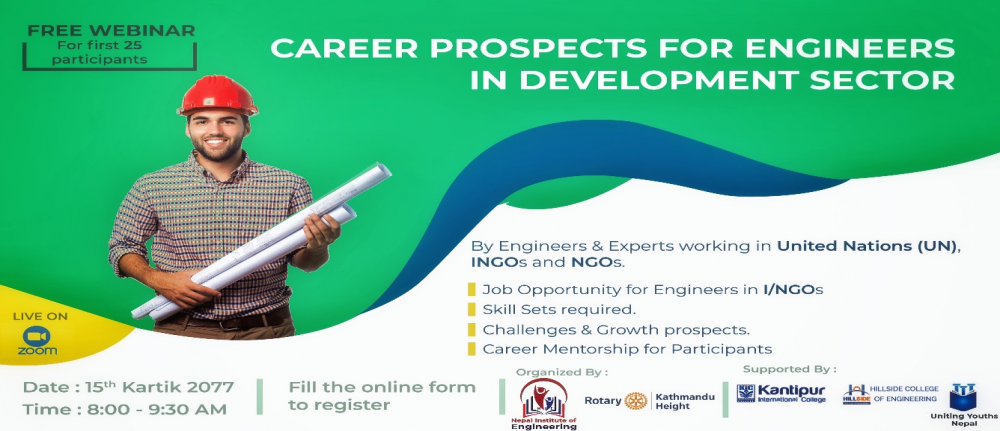 FREE WEBINAR
For first 25
participants
CAREER PROSPECTS FOR ENGINEERS
IN DEVELOPMENT SECTOR
By Engineers & Experts working in United Nations (UN),
INGOs and NGOs.
Job Opportunity for Engineers in I/NGOs
Skill Sets required.
Challenges & Growth prospects.
Career Mentorship for Participants
LIVE ON
zoom
Date : 15th Kartik 2077
Time : 8:00 - 9:30 AM
Fill the online form
to register
Organized By :
Nepal Institute of
Engineering
Rotary
Kathmandu
Height
Supported By :
KIC
Kantipur
International College
HILLSIDE
HILLSIDE COLLEGE
OF ENGINEERING
Uniting Youths
Nepal